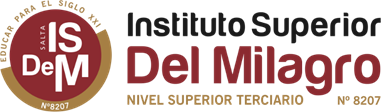 EDUCAR PARA EL SIGLO XXI
SALTA
IS
DeM
Nº8207
Instituto Superior
Del Milagro
NIVEL SUPERIOR TERCIARIO Nº 8207